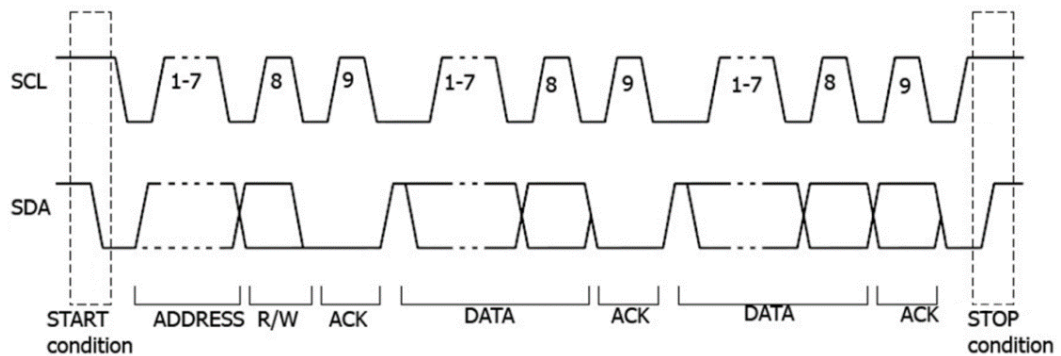 SCL
1-7
8
9
1-7
8
9
1-7
8
9
SDA
START
condition
ADDRESS
R/W
ACK
DATA
ACK
DATA
ACK
STOP
condition